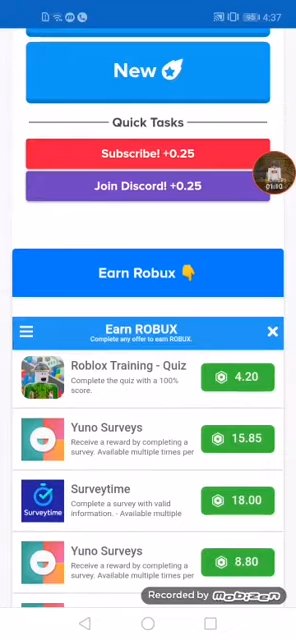 95 4:37
New
Quick Tasks
Subscribe! +0.25
01:10
Join Discord! +0.25
Earn Robux 👇
Earn ROBUX
Complete any offer to earn ROBUX.
Roblox Training - Quiz
Complete the quiz with a 100%
score.
4.20
Yuno Surveys
Receive a reward by completing a
survey. Available multiple times per
15.85
Surveytime
Surveytime
Complete a survey with valid
information. - Available multiple
18.00
Yuno Surveys
Receive a reward by completing a
survey. Available multiple times per
8.80
Recorded by Mobizen